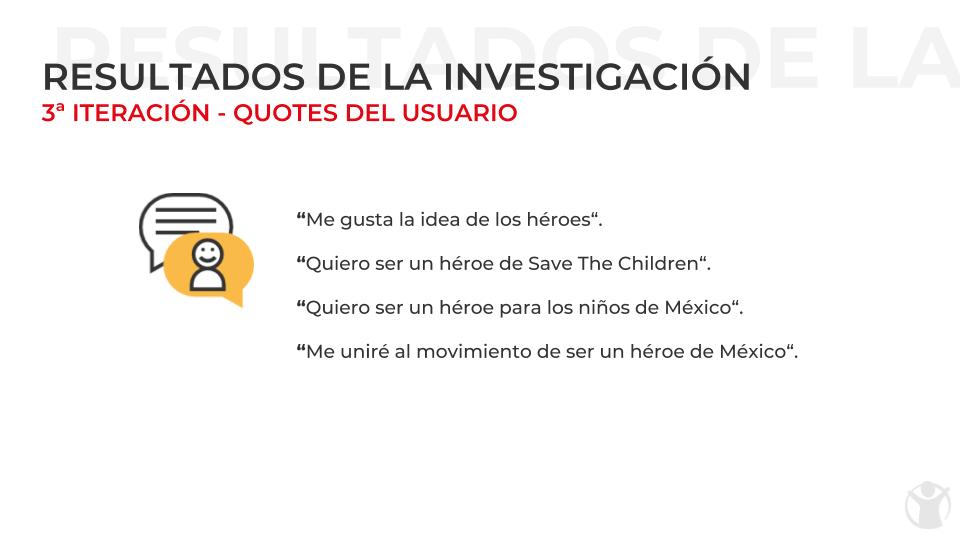 RESULTADOS DE LA
RESULTADOS DE LA INVESTIGACIÓN
3ª ITERACIÓN - QUOTES DEL USUARIO
“Me gusta la idea de los héroes“.
“Quiero ser un héroe de Save The Children“.
“Quiero ser un héroe para los niños de México“.
“Me uniré al movimiento de ser un héroe de México“.